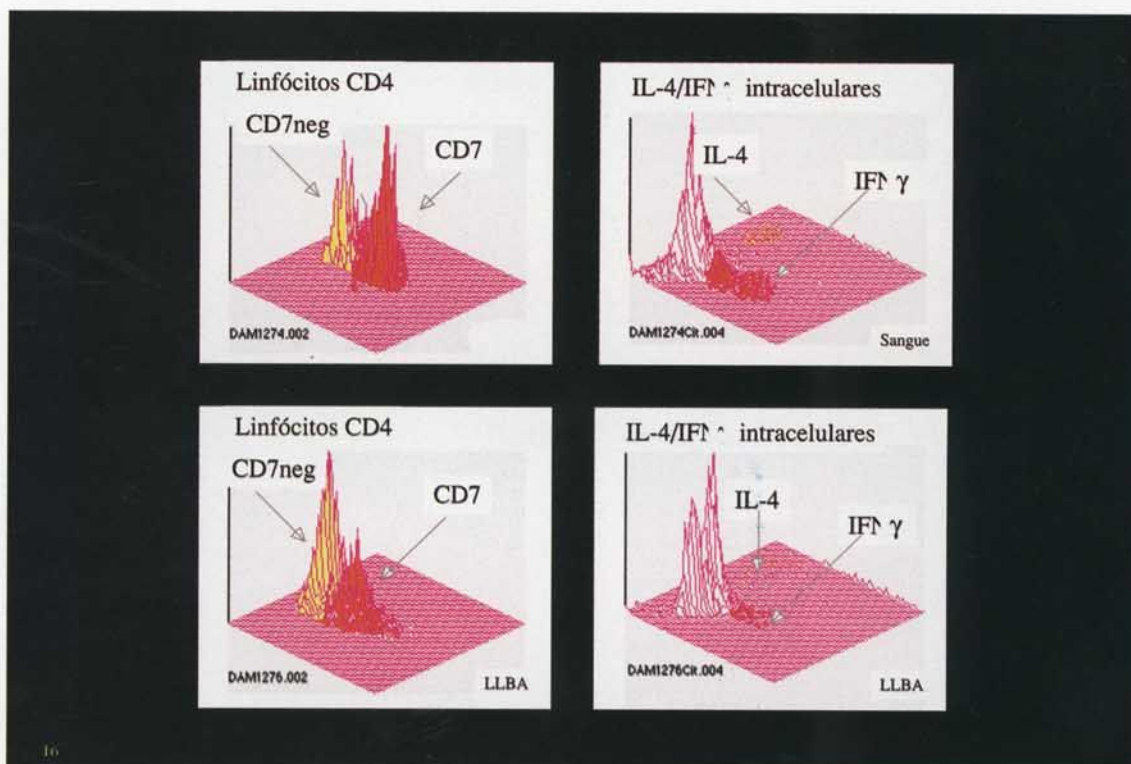 Linfócitos CD4
CD7neg
CD7
DAM1274.002
IL-4/IFN intracelulares
IL-4
IFN γ
DAM1274Cit.004
Sangue
Linfócitos CD4
CD7neg
CD7
DAM1276.002
LLBA
IL-4/IFN intracelulares
IL-4
IFN γ
DAM1276Cit.004
LLBA
16